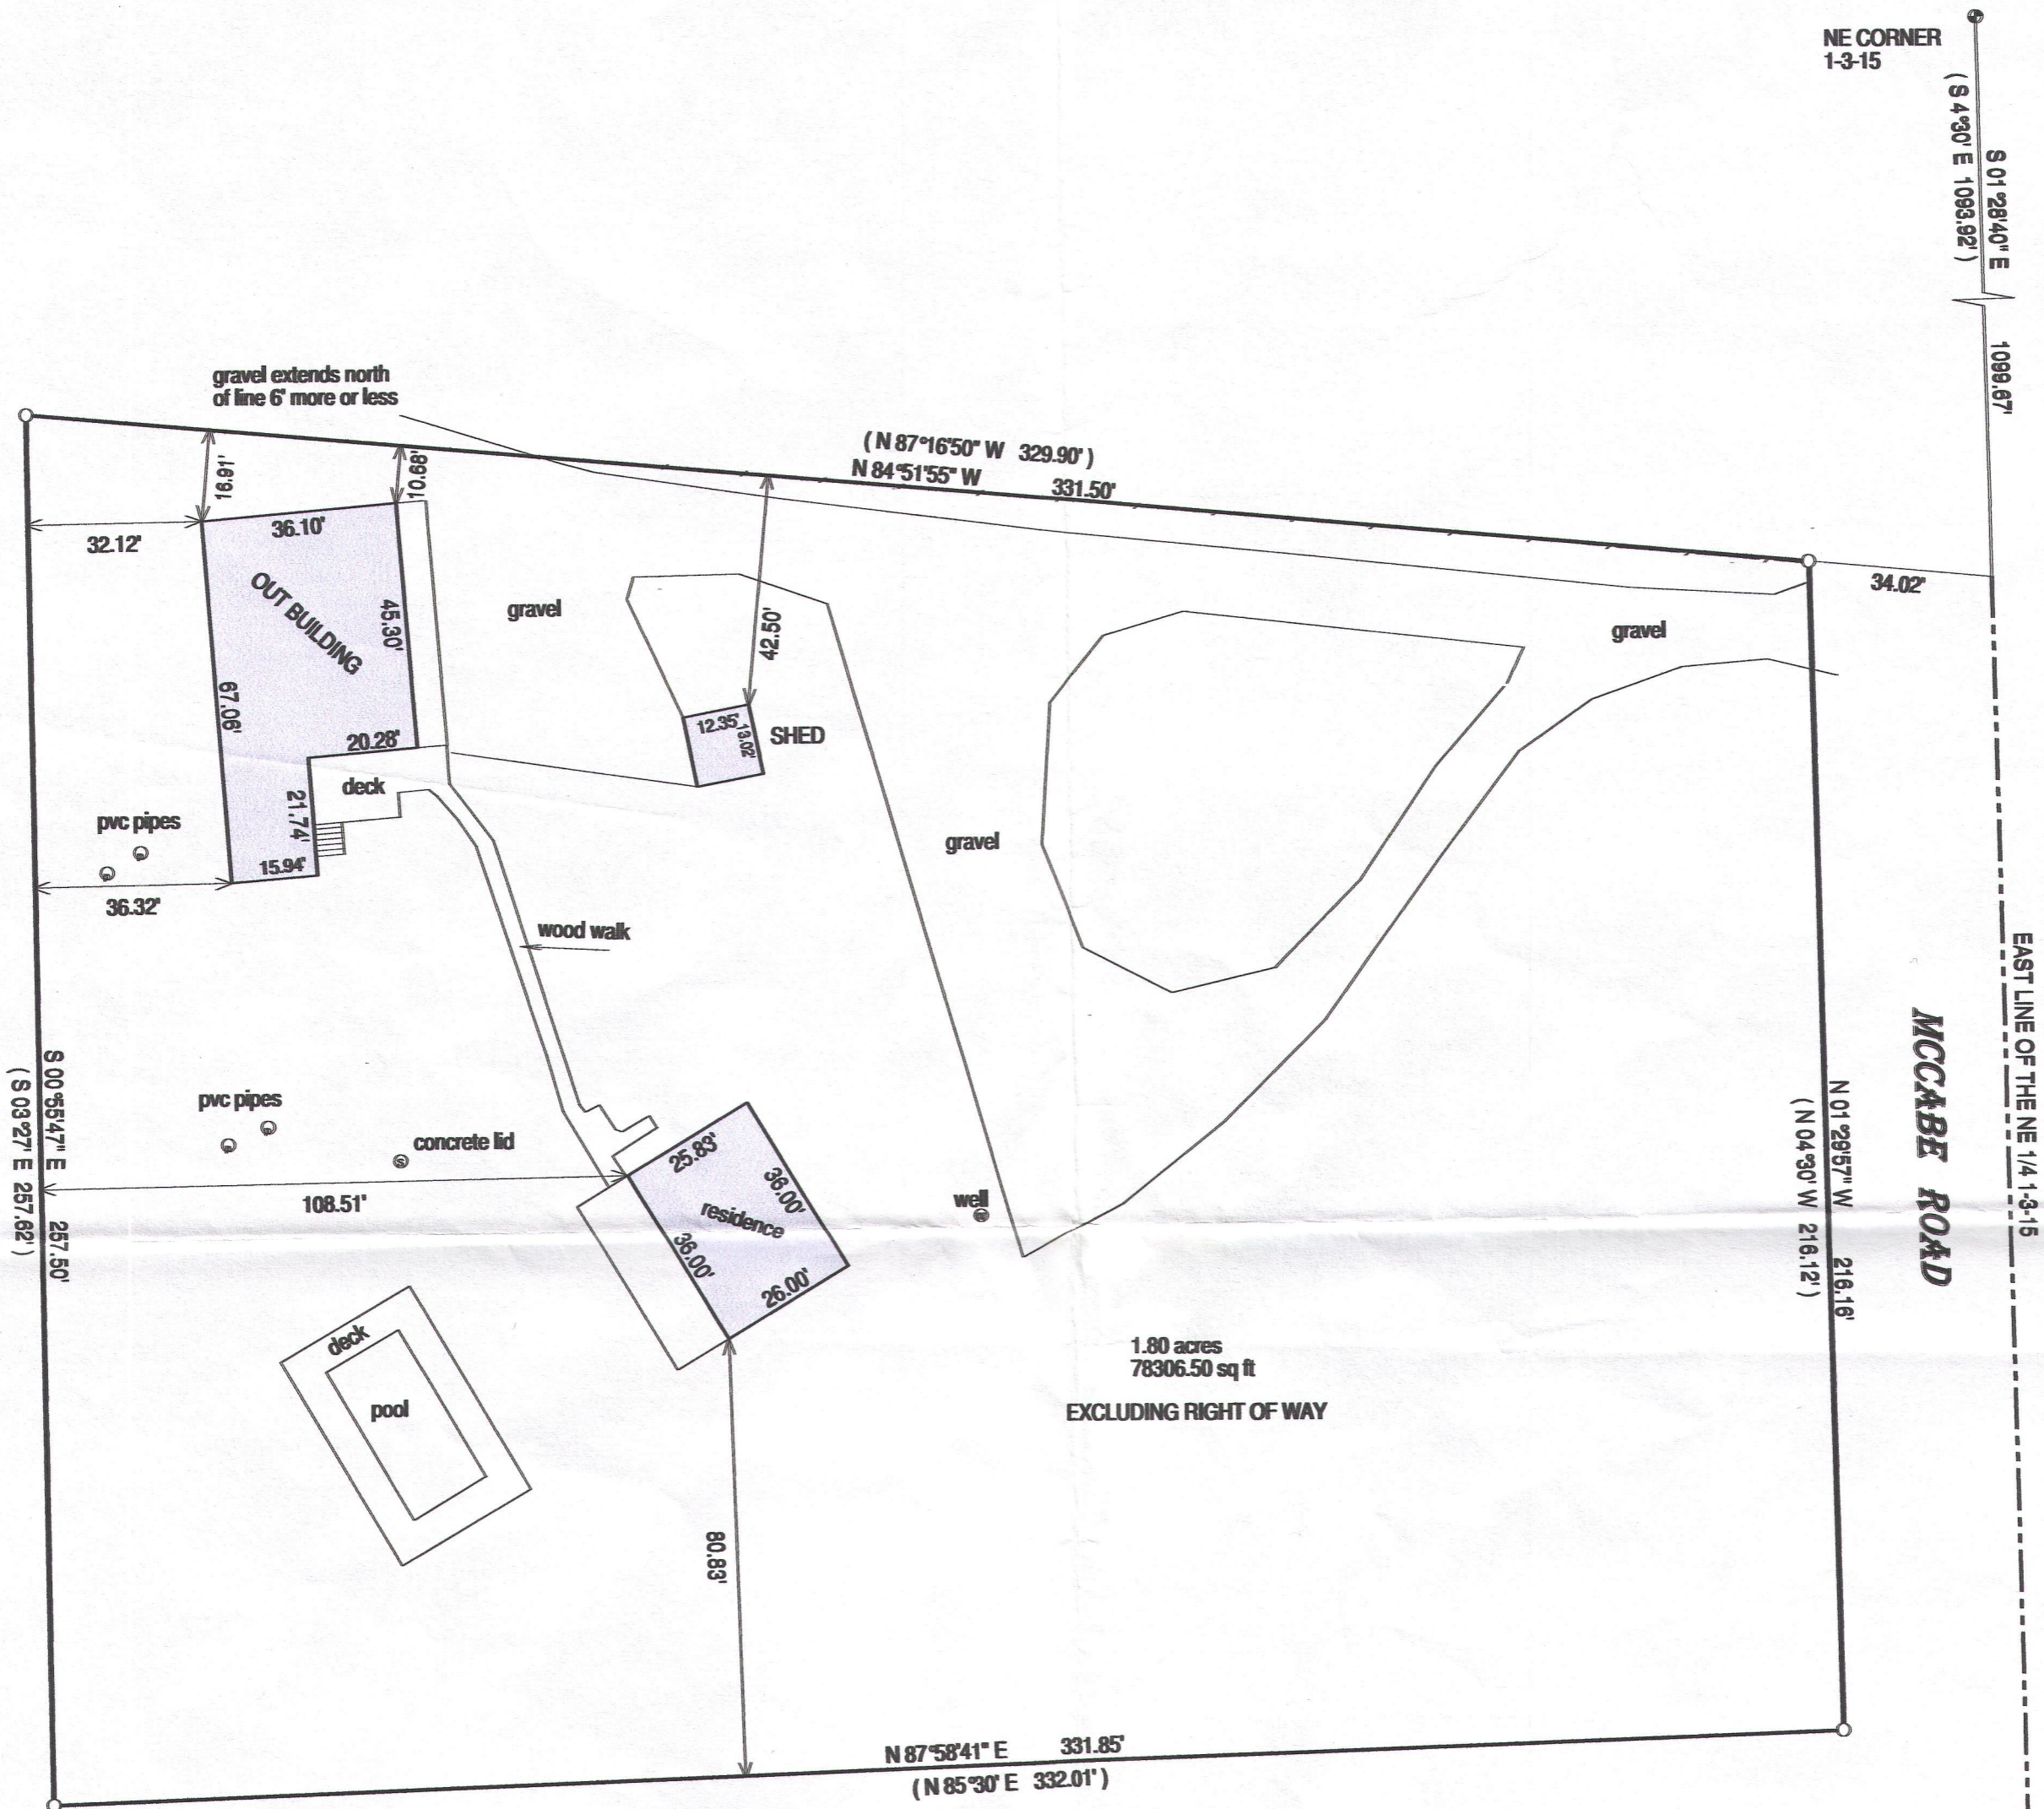 NE CORNER
1-3-15
S 01°28'40" E 1099.67'
( S 4°30' E 1093.92' )
gravel extends north
of line 6' more or less
( N 87°16'50" W 329.90' )
N 84°51'55" W 331.50'
34.02'
16.91'
10.68'
32.12'
36.10'
OUT BUILDING
45.30'
67.06'
20.28'
21.74'
15.94'
36.32'
deck
pvc pipes
gravel
42.50'
12.35'
13.02'
SHED
gravel
gravel
wood walk
EAST LINE OF THE NE 1/4 1-3-15
MCCABE ROAD
N 01°29'57" W 216.16'
( N 04°30' W 216.12' )
S 00°55'47" E 257.50'
( S 03°27' E 257.62' )
pvc pipes
concrete lid
S
108.51'
25.83'
36.00'
residence
36.00'
26.00'
well
W
deck
pool
80.83'
1.80 acres
78306.50 sq ft
EXCLUDING RIGHT OF WAY
N 87°58'41" E 331.85'
( N 85°30' E 332.01' )